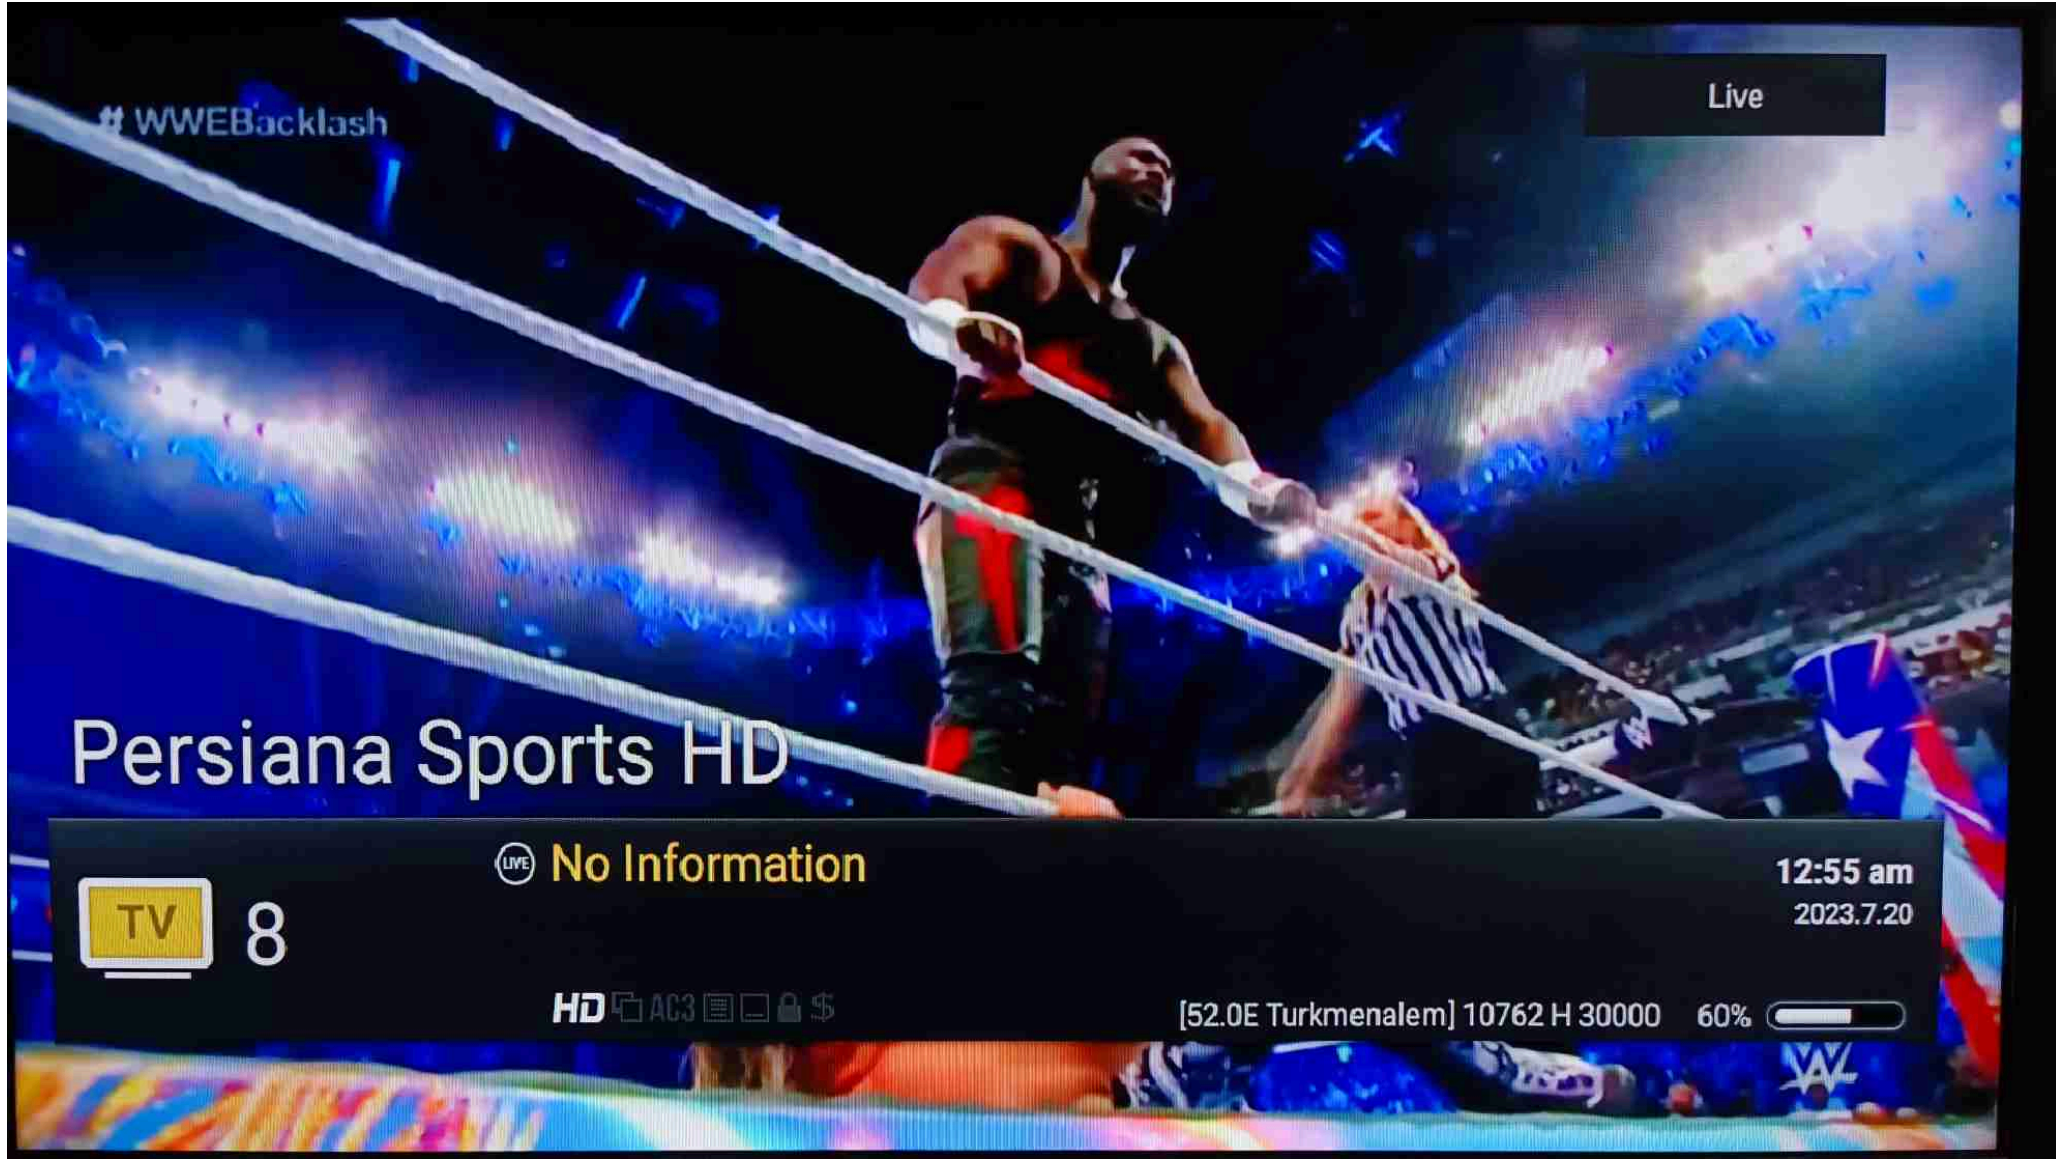 # WWEBacklash
Live
Persiana Sports HD
LIVE No Information
TV 8
12:55 am
2023.7.20
HD AC3 $
[52.0E Turkmenalem] 10762 H 30000 60%
W